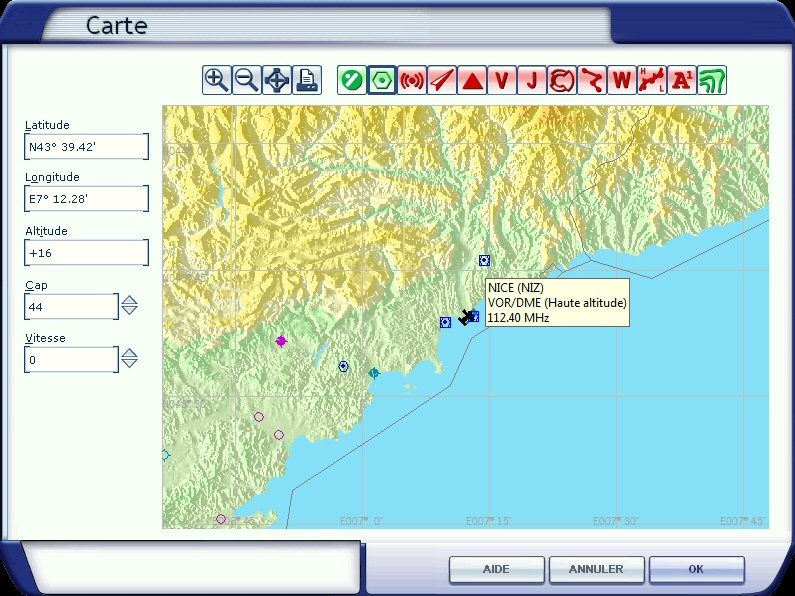 Carte
V
J
W
H
L
A¹
Latitude
N43° 39.42'
Longitude
E7° 12.28'
Altitude
+16
Cap
44
Vitesse
0
NICE (NIZ)
VOR/DME (Haute altitude)
112.40 MHz
E007° 0'
E007° 15'
E007° 30'
E007° 45'
AIDE
ANNULER
OK